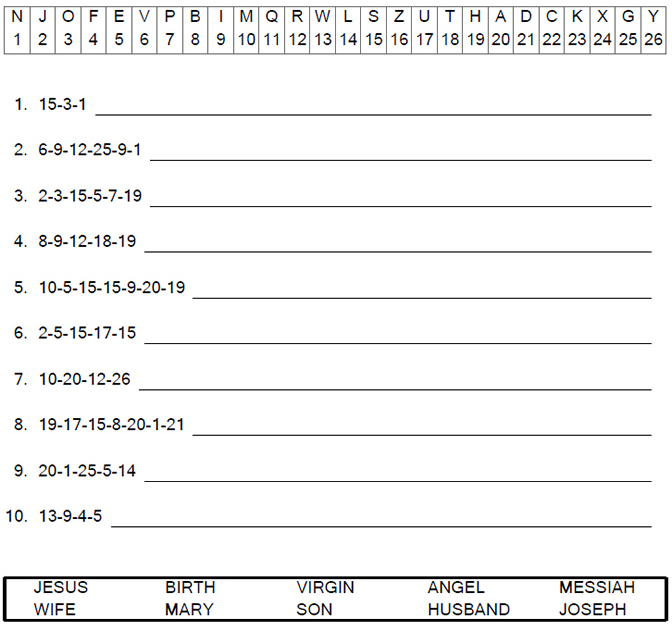 N J O F E V P B I M Q R W L S Z U T H A D C K X G Y
1 2 3 4 5 6 7 8 9 10 11 12 13 14 15 16 17 18 19 20 21 22 23 24 25 26
1. 15-3-1
2. 6-9-12-25-9-1
3. 2-3-15-5-7-19
4. 8-9-12-18-19
5. 10-5-15-15-9-20-19
6. 2-5-15-17-15
7. 10-20-12-26
8. 19-17-15-8-20-1-21
9. 20-1-25-5-14
10. 13-9-4-5
JESUS BIRTH VIRGIN ANGEL MESSIAH
WIFE MARY SON HUSBAND JOSEPH